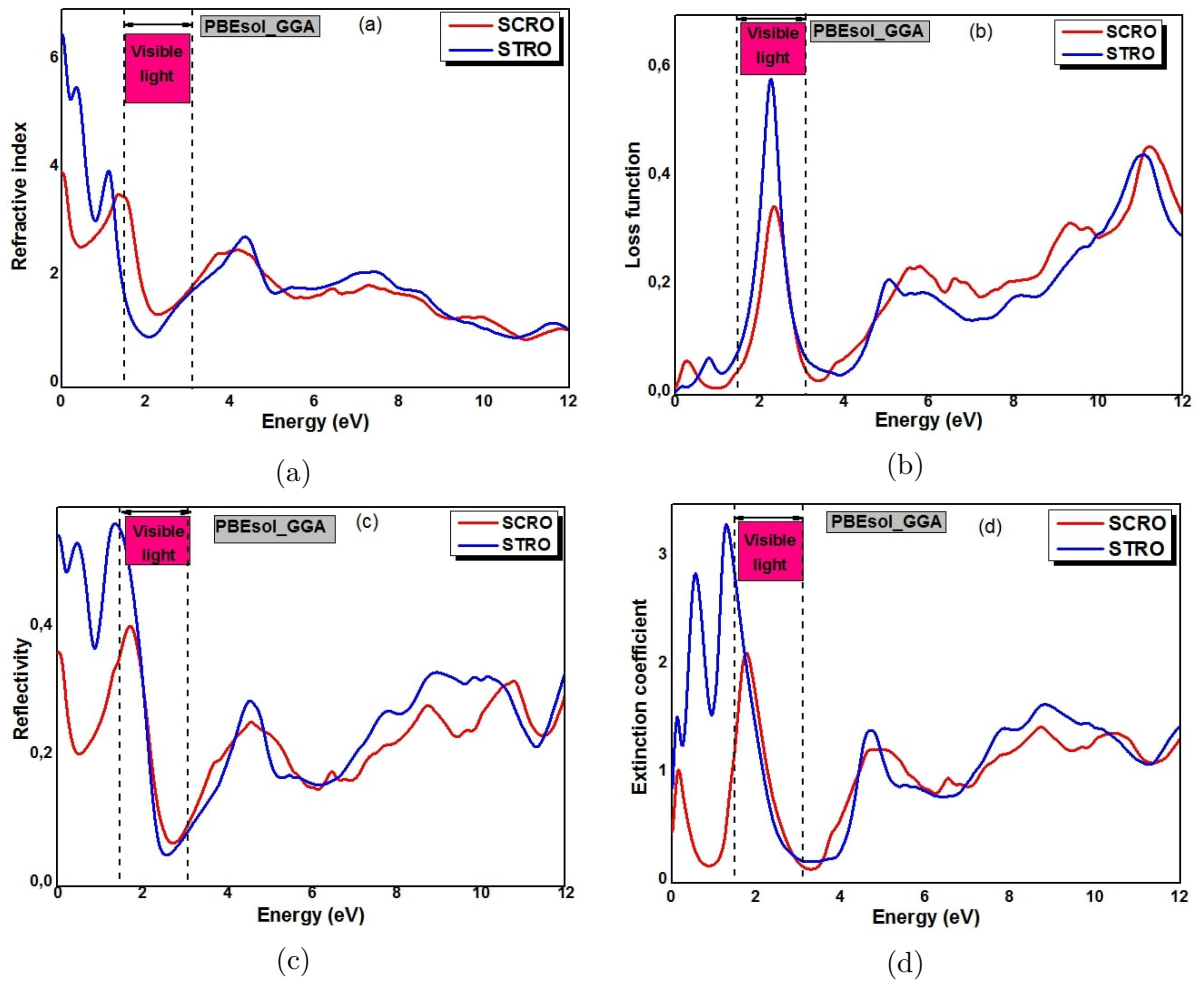 PBEsol_GGA
(a)
SCRO
STRO
Visible
light
Refractive index
6
4
2
0
0 2 4 6 8 10 12
Energy (eV)
(a)
PBEsol_GGA
(b)
SCRO
STRO
Visible
light
Loss function
0,6
0,4
0,2
0,0
0 2 4 6 8 10 12
Energy (eV)
(b)
PBEsol_GGA
(c)
SCRO
STRO
Visible
light
Reflectivity
0,4
0,2
0,0
0 2 4 6 8 10 12
Energy (eV)
(c)
PBEsol_GGA
(d)
SCRO
STRO
Visible
light
Extinction coefficient
3
2
1
0
0 2 4 6 8 10 12
Energy (eV)
(d)